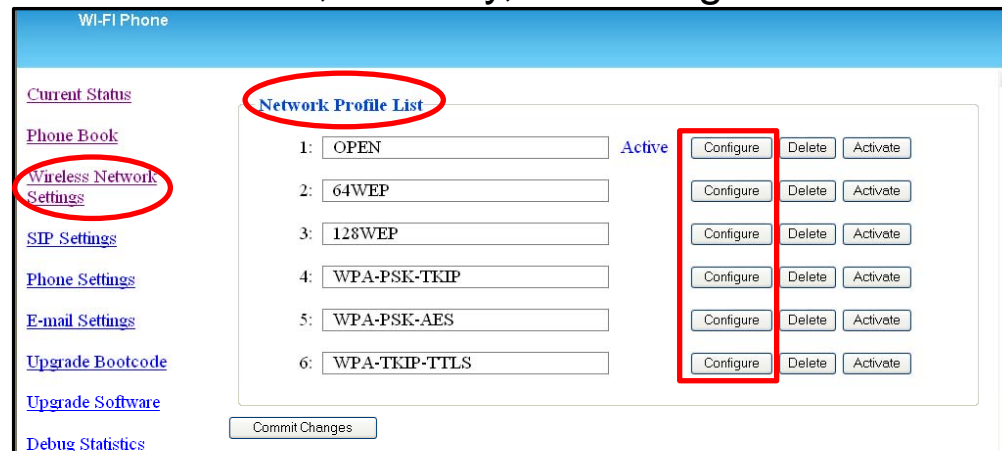 WI-FI Phone
Current Status
Phone Book
Wireless Network
Settings
SIP Settings
Phone Settings
E-mail Settings
Upgrade Bootcode
Upgrade Software
Debug Statistics
Network Profile List
1: OPEN Active Configure Delete Activate
2: 64WEP Configure Delete Activate
3: 128WEP Configure Delete Activate
4: WPA-PSK-TKIP Configure Delete Activate
5: WPA-PSK-AES Configure Delete Activate
6: WPA-TKIP-TTLS Configure Delete Activate
Commit Changes